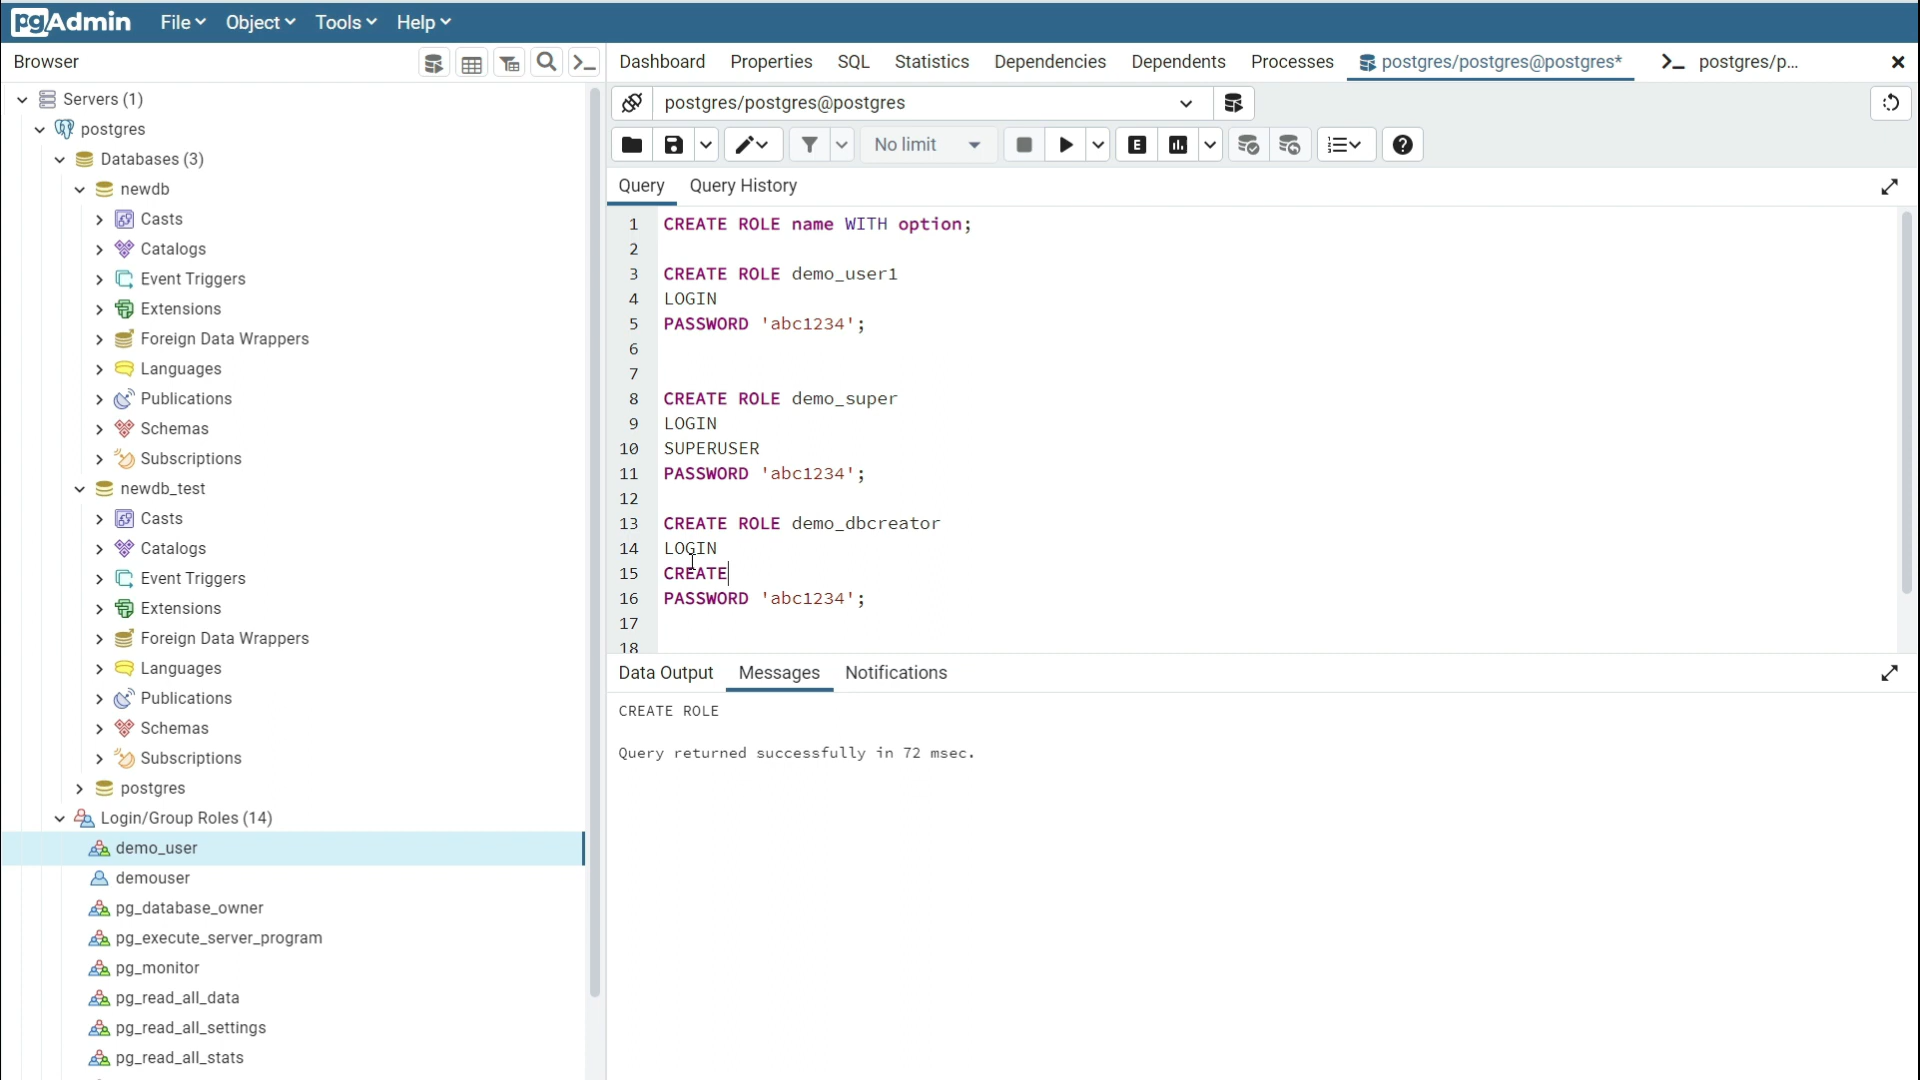 pgAdmin File Object Tools Help
Browser
Dashboard Properties SQL Statistics Dependencies Dependents Processes postgres/postgres@postgres* postgres/p...
Servers (1)
postgres
Databases (3)
newdb
Casts
Catalogs
Event Triggers
Extensions
Foreign Data Wrappers
Languages
Publications
Schemas
Subscriptions
newdb_test
Casts
Catalogs
Event Triggers
Extensions
Foreign Data Wrappers
Languages
Publications
Schemas
Subscriptions
postgres
Login/Group Roles (14)
demo_user
demouser
pg_database_owner
pg_execute_server_program
pg_monitor
pg_read_all_data
pg_read_all_settings
pg_read_all_stats
postgres/postgres@postgres
No limit E
Query Query History
1 CREATE ROLE name WITH option;
2
3 CREATE ROLE demo_user1
4 LOGIN
5 PASSWORD 'abc1234';
6
7
8 CREATE ROLE demo_super
9 LOGIN
10 SUPERUSER
11 PASSWORD 'abc1234';
12
13 CREATE ROLE demo_dbcreator
14 LOGIN
15 CREATE
16 PASSWORD 'abc1234';
17
18
Data Output Messages Notifications
CREATE ROLE
Query returned successfully in 72 msec.